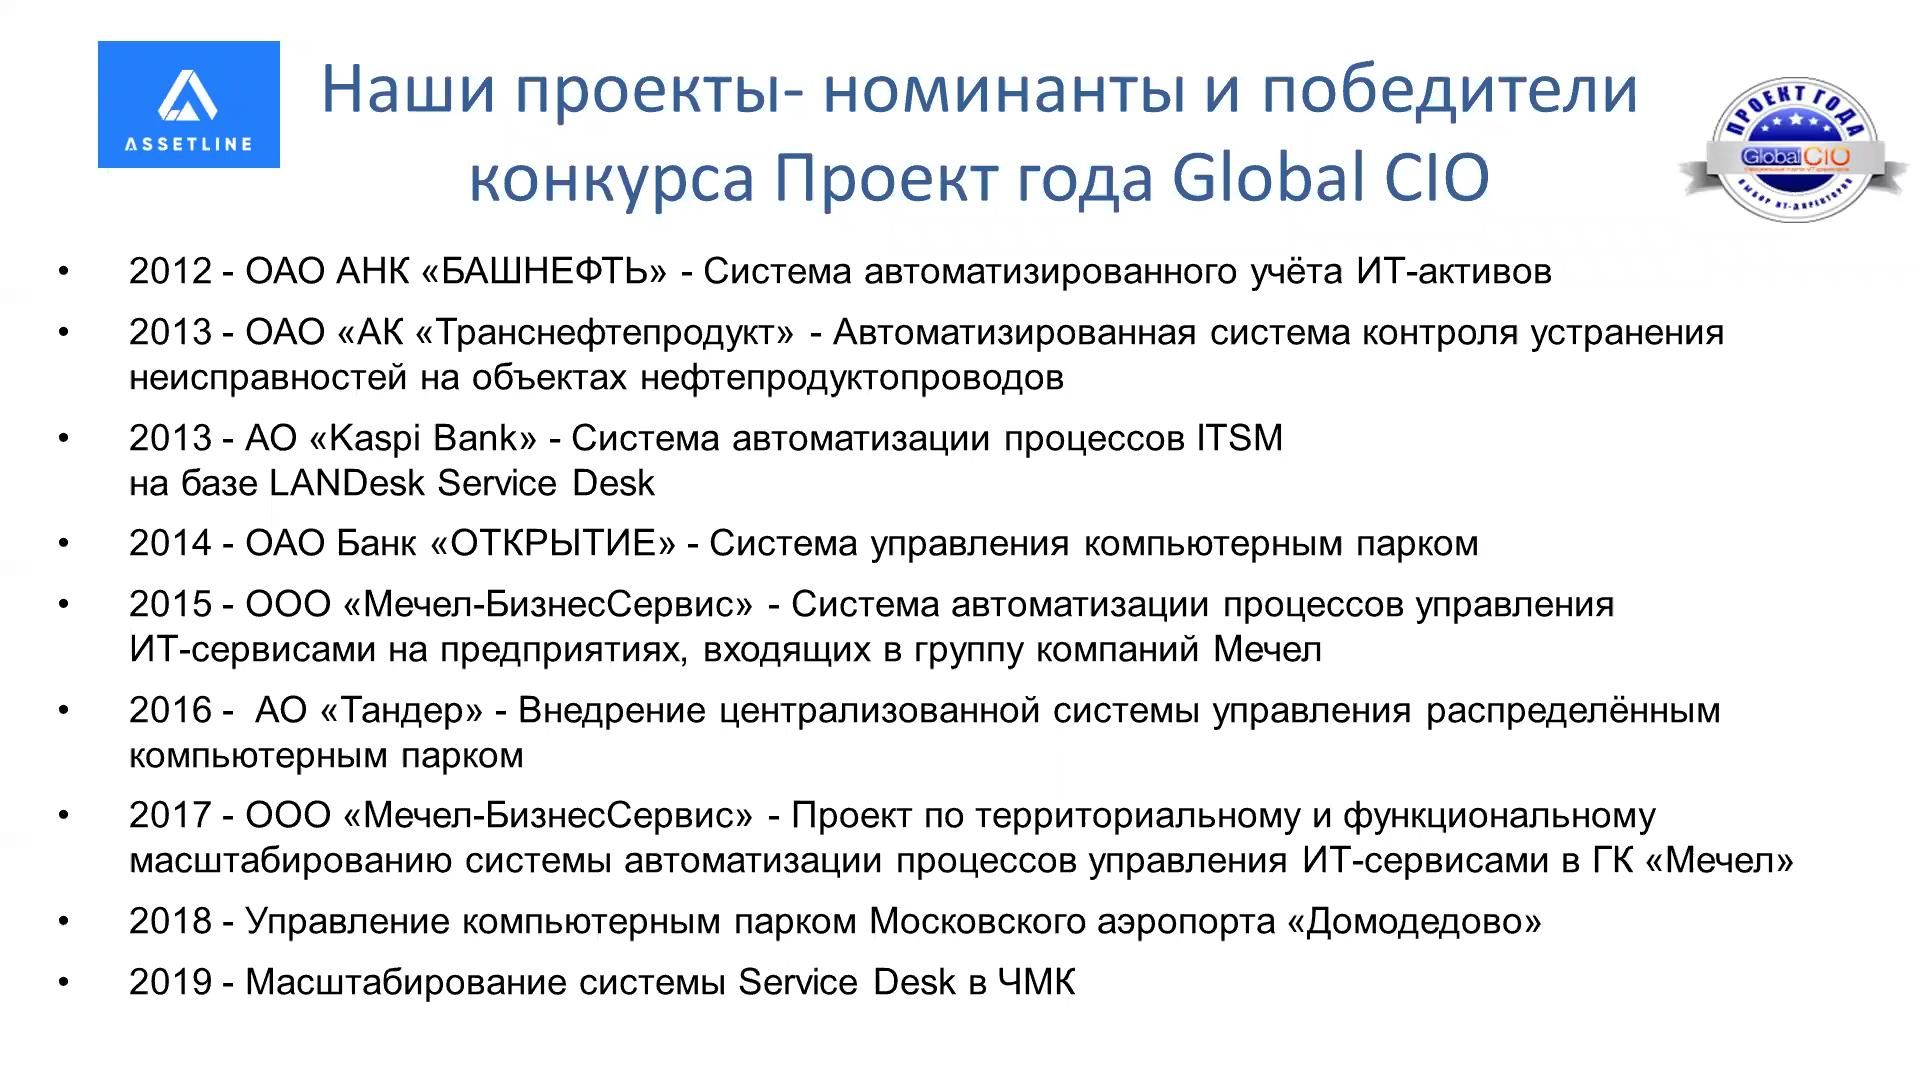 ASSETLINE
Наши проекты- номинанты и победители
конкурса Проект года Global CIO
ПРОЕКТ ГОДА
GlobalCIO
ВЫБОР ИТ-ДИРЕКТОРОВ
• 2012 - ОАО АНК «БАШНЕФТЬ» - Система автоматизированного учёта ИТ-активов
• 2013 - ОАО «АК «Транснефтепродукт» - Автоматизированная система контроля устранения
неисправностей на объектах нефтепродуктопроводов
• 2013 - АО «Kaspi Bank» - Система автоматизации процессов ITSM
на базе LANDesk Service Desk
• 2014 - ОАО Банк «ОТКРЫТИЕ» - Система управления компьютерным парком
• 2015 - ООО «Мечел-БизнесСервис» - Система автоматизации процессов управления
ИТ-сервисами на предприятиях, входящих в группу компаний Мечел
• 2016 - АО «Тандер» - Внедрение централизованной системы управления распределённым
компьютерным парком
• 2017 - ООО «Мечел-БизнесСервис» - Проект по территориальному и функциональному
масштабированию системы автоматизации процессов управления ИТ-сервисами в ГК «Мечел»
• 2018 - Управление компьютерным парком Московского аэропорта «Домодедово»
• 2019 - Масштабирование системы Service Desk в ЧМК